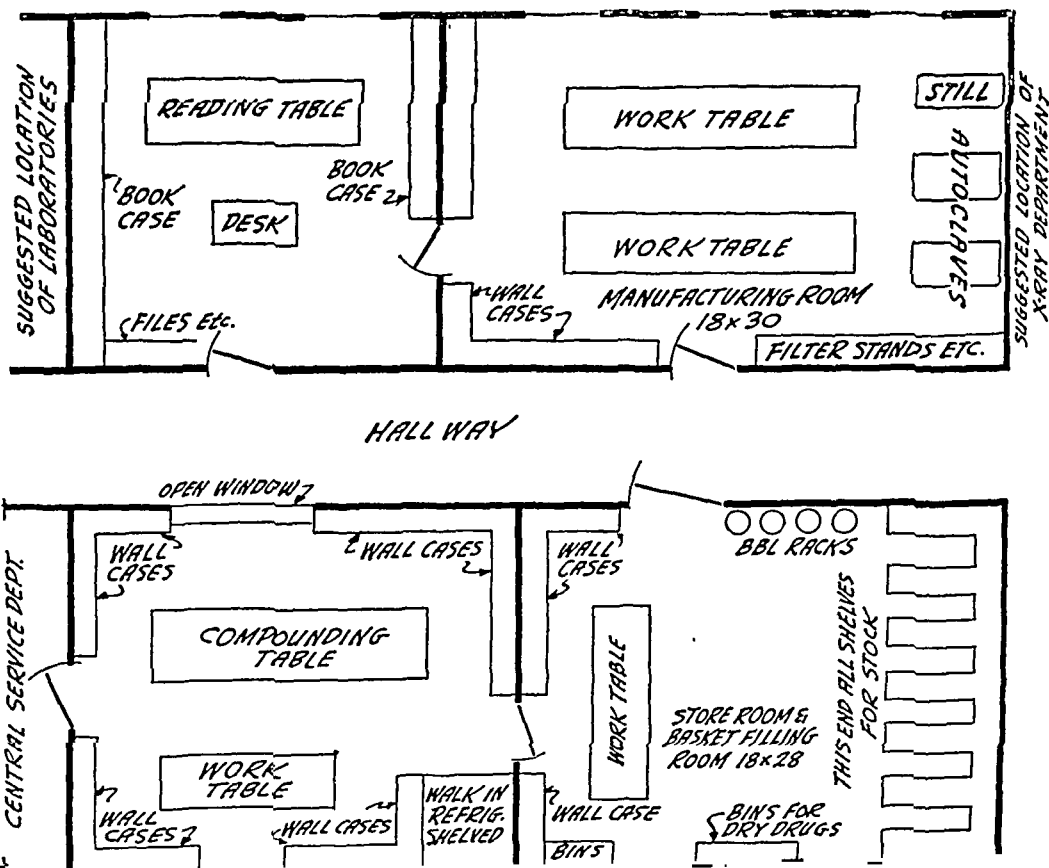 SUGGESTED LOCATION
OF LABORATORIES
READING TABLE
BOOK
CASE
BOOK
CASE
DESK
FILES Etc.
WORK TABLE
WORK TABLE
STILL
AUTOCLAVES
WALL
CASES
MANUFACTURING ROOM
18x30
FILTER STANDS ETC.
SUGGESTED LOCATION OF
X-RAY DEPARTMENT
HALL WAY
OPEN WINDOW
CENTRAL SERVICE DEPT.
WALL
CASES
WALL CASES
WALL
CASES
BBL RACKS
COMPOUNDING
TABLE
WORK TABLE
THIS END ALL SHELVES
FOR STOCK
STORE ROOM &
BASKET FILLING
ROOM 18x28
WORK
TABLE
WALL
CASES
WALL CASES
WALK IN
REFRIG.
SHELVED
WALL CASE
BINS
BINS FOR
DRY DRUGS